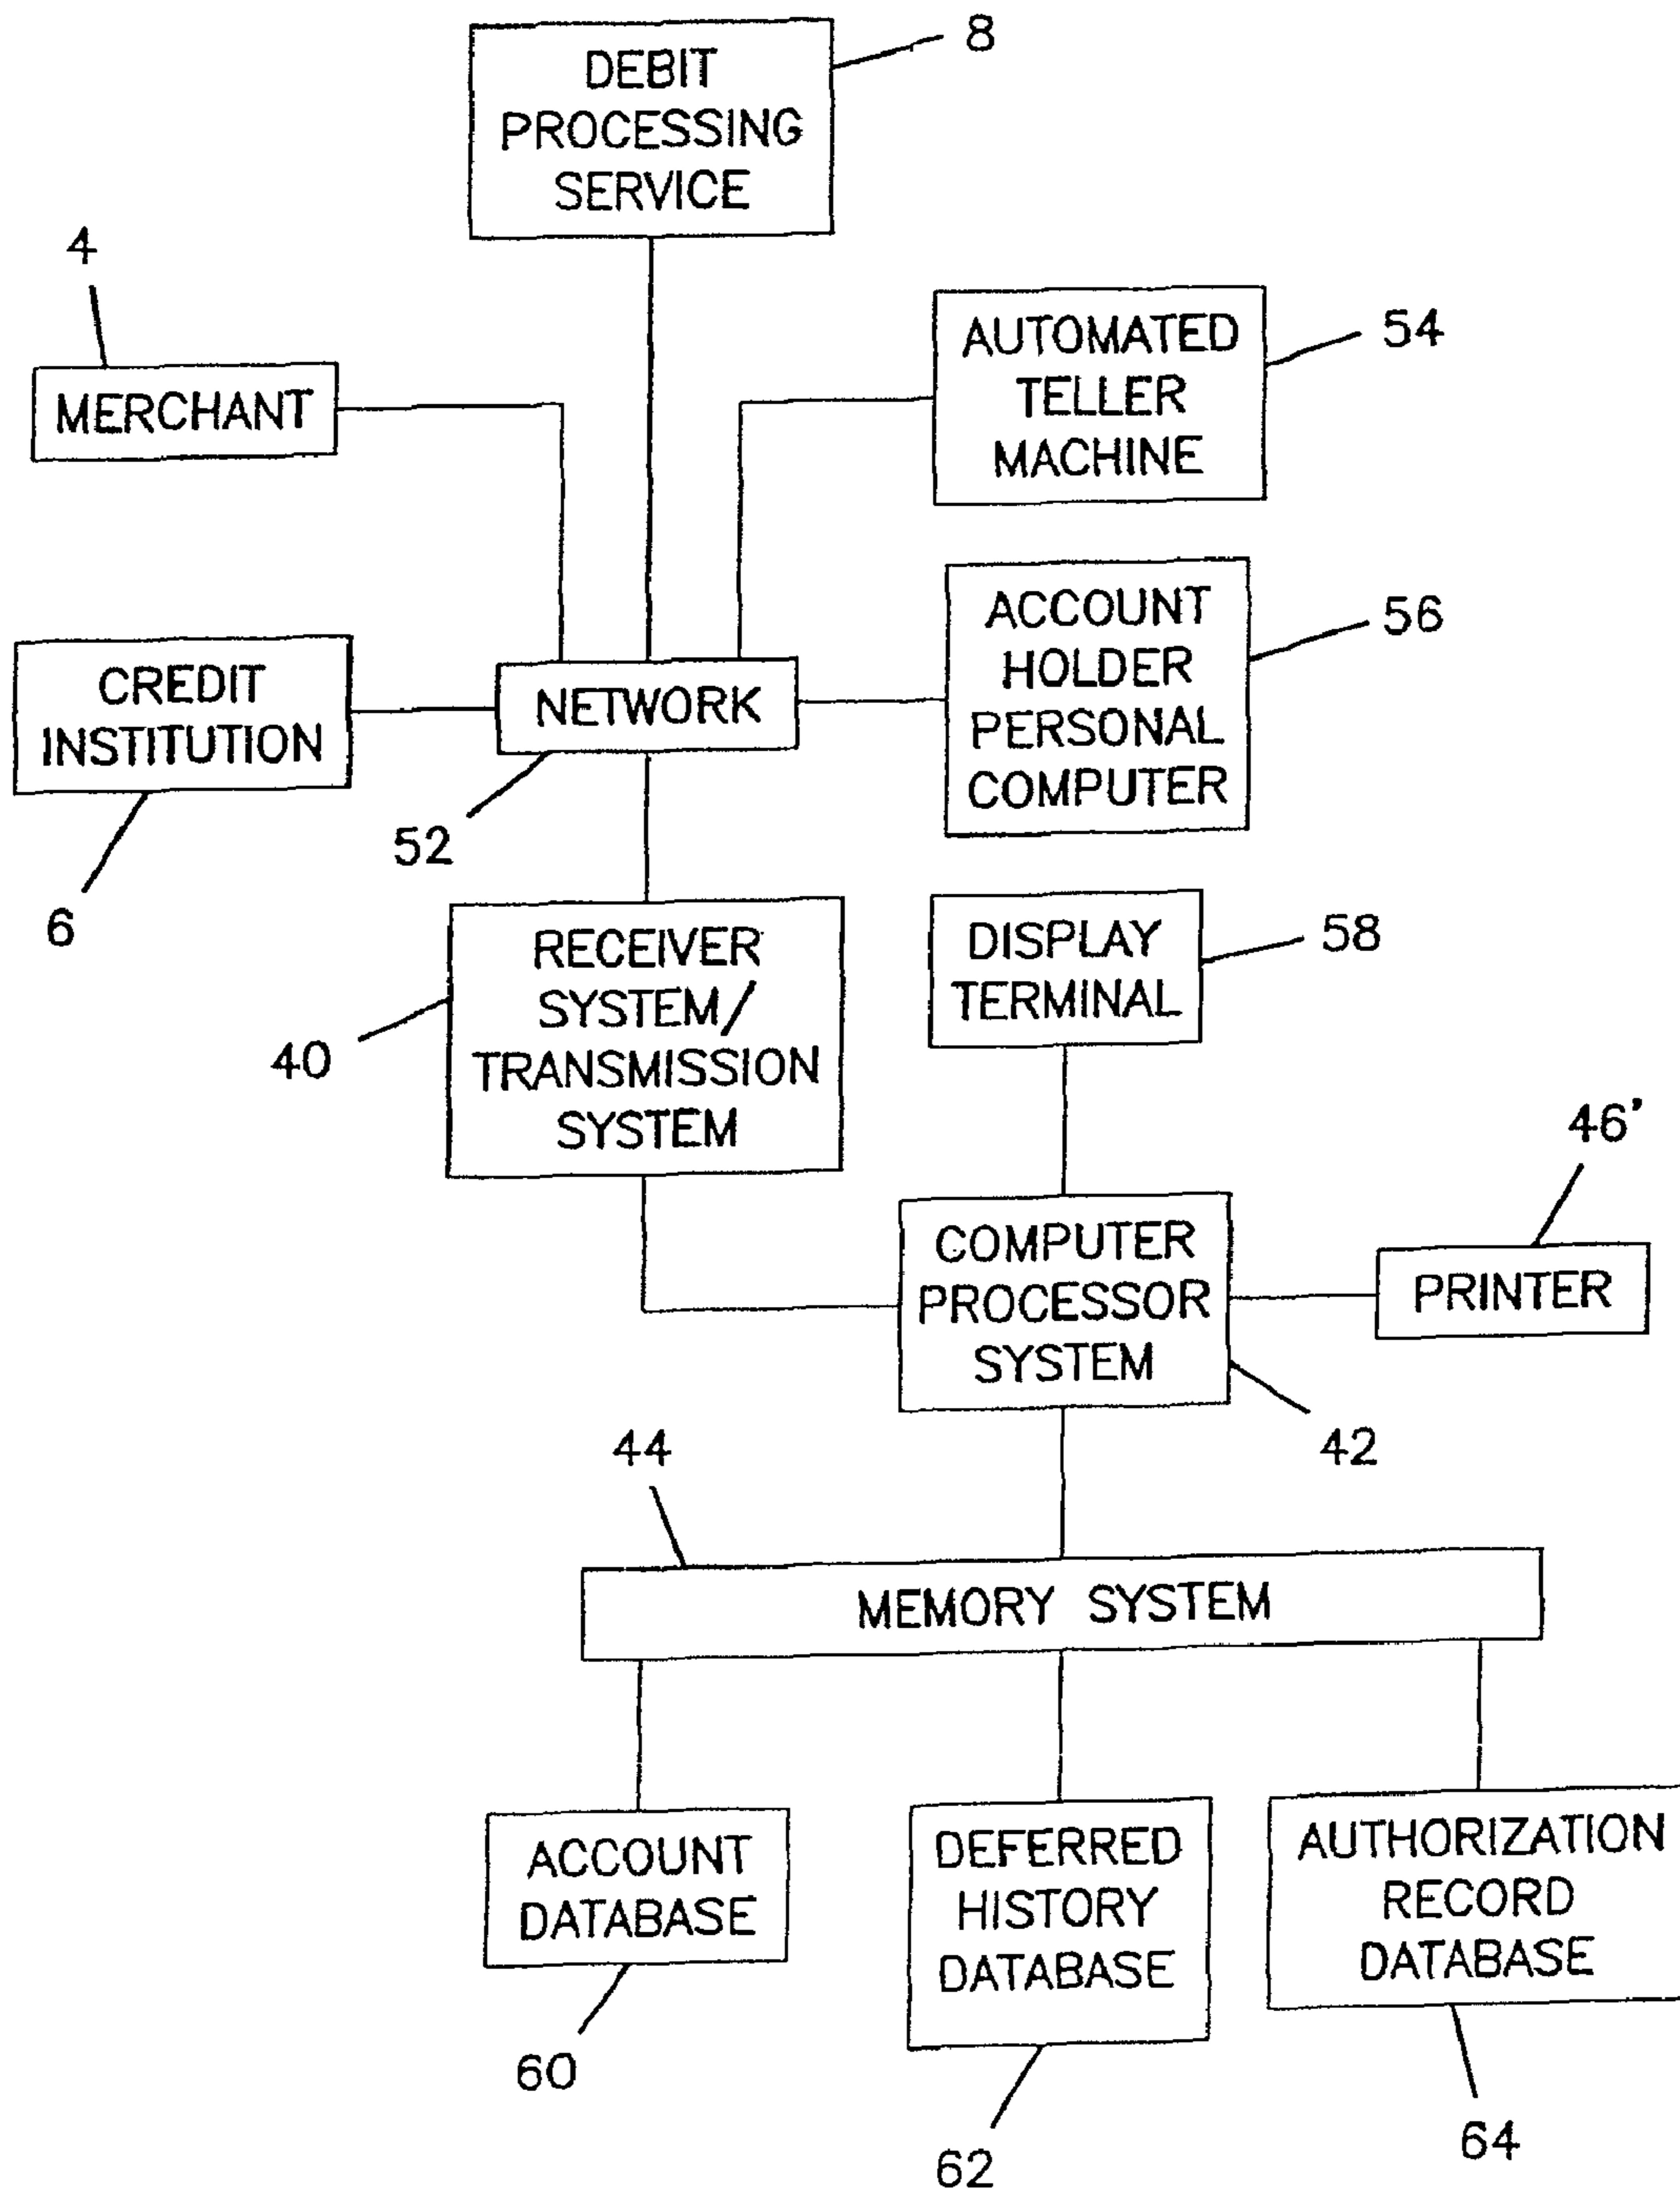 8
DEBIT
PROCESSING
SERVICE
4
MERCHANT
AUTOMATED
TELLER
MACHINE
54
CREDIT
INSTITUTION
6
NETWORK
52
ACCOUNT
HOLDER
PERSONAL
COMPUTER
56
RECEIVER
SYSTEM/
TRANSMISSION
SYSTEM
40
DISPLAY
TERMINAL
58
COMPUTER
PROCESSOR
SYSTEM
42
46'
PRINTER
44
MEMORY SYSTEM
ACCOUNT
DATABASE
60
DEFERRED
HISTORY
DATABASE
62
AUTHORIZATION
RECORD
DATABASE
64